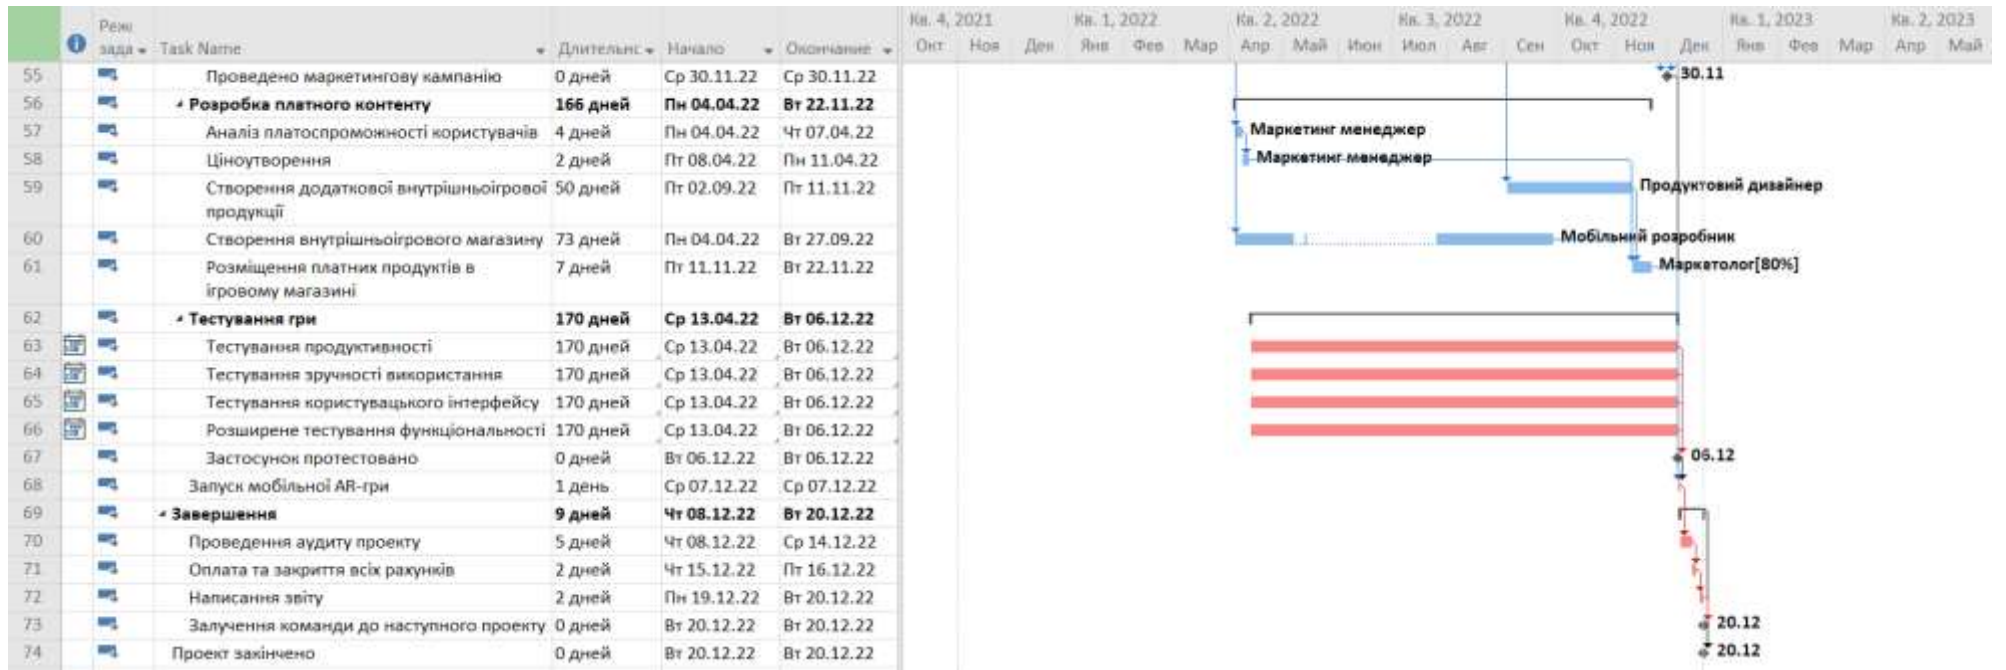 Кв. 4, 2021 Кв. 1, 2022 Кв. 2, 2022 Кв. 3, 2022 Кв. 4, 2022 Кв. 1, 2023 Кв. 2, 2023
Режи
зада Task Name Длительнс Начало Окончание Окт Ноя Дек Янв Фев Мар Апр Май Июн Июл Авг Сен Окт Ноя Дек Янв Фев Мар Апр Май
55 Проведено маркетингову кампанію 0 дней Ср 30.11.22 Ср 30.11.22 30.11
56 Розробка платного контенту 166 дней Пн 04.04.22 Вт 22.11.22
57 Аналіз платоспроможності користувачів 4 дней Пн 04.04.22 Чт 07.04.22 Маркетинг менеджер
58 Ціноутворення 2 дней Пт 08.04.22 Пн 11.04.22 Маркетинг менеджер
59 Створення додаткової внутрішньоігрової 50 дней Пт 02.09.22 Пт 11.11.22 Продуктовий дизайнер
продукції
60 Створення внутрішньоігрового магазину 73 дней Пн 04.04.22 Вт 27.09.22 Мобільний розробник
61 Розміщення платних продуктів в 7 дней Пт 11.11.22 Вт 22.11.22 Маркетолог[80%]
ігровому магазині
62 Тестування гри 170 дней Ср 13.04.22 Вт 06.12.22
63 Тестування продуктивності 170 дней Ср 13.04.22 Вт 06.12.22
64 Тестування зручності використання 170 дней Ср 13.04.22 Вт 06.12.22
65 Тестування користувацького інтерфейсу 170 дней Ср 13.04.22 Вт 06.12.22
66 Розширене тестування функціональності 170 дней Ср 13.04.22 Вт 06.12.22
67 Застосунок протестовано 0 дней Вт 06.12.22 Вт 06.12.22 06.12
68 Запуск мобільної AR-гри 1 день Ср 07.12.22 Ср 07.12.22
69 Завершення 9 дней Чт 08.12.22 Вт 20.12.22
70 Проведення аудиту проекту 5 дней Чт 08.12.22 Ср 14.12.22
71 Оплата та закриття всіх рахунків 2 дней Чт 15.12.22 Пт 16.12.22
72 Написання звіту 2 дней Пн 19.12.22 Вт 20.12.22
73 Залучення команди до наступного проекту 0 дней Вт 20.12.22 Вт 20.12.22 20.12
74 Проект закінчено 0 дней Вт 20.12.22 Вт 20.12.22 20.12